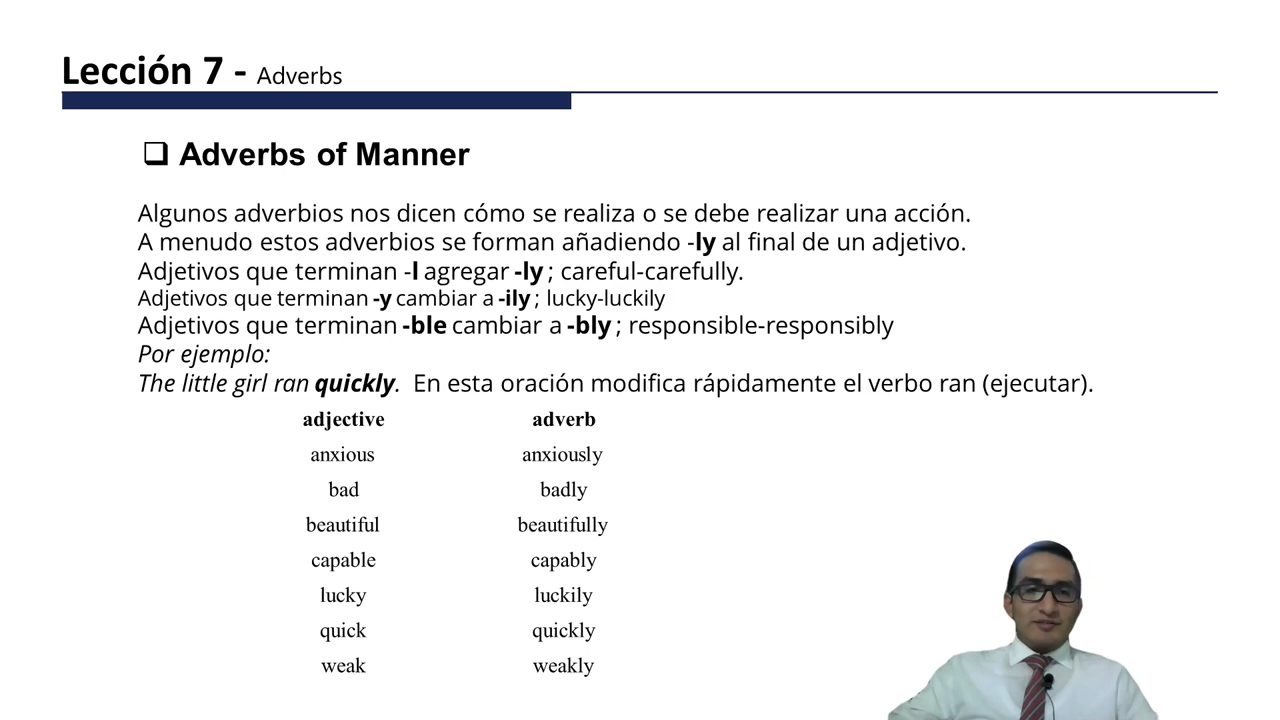 Lección 7 - Adverbs
❑ Adverbs of Manner
Algunos adverbios nos dicen cómo se realiza o se debe realizar una acción.
A menudo estos adverbios se forman añadiendo -ly al final de un adjetivo.
Adjetivos que terminan -l agregar -ly ; careful-carefully.
Adjetivos que terminan -y cambiar a -ily ; lucky-luckily
Adjetivos que terminan -ble cambiar a -bly ; responsible-responsibly
Por ejemplo:
The little girl ran quickly. En esta oración modifica rápidamente el verbo ran (ejecutar).
adjective adverb
anxious anxiously
bad badly
beautiful beautifully
capable capably
lucky luckily
quick quickly
weak weakly